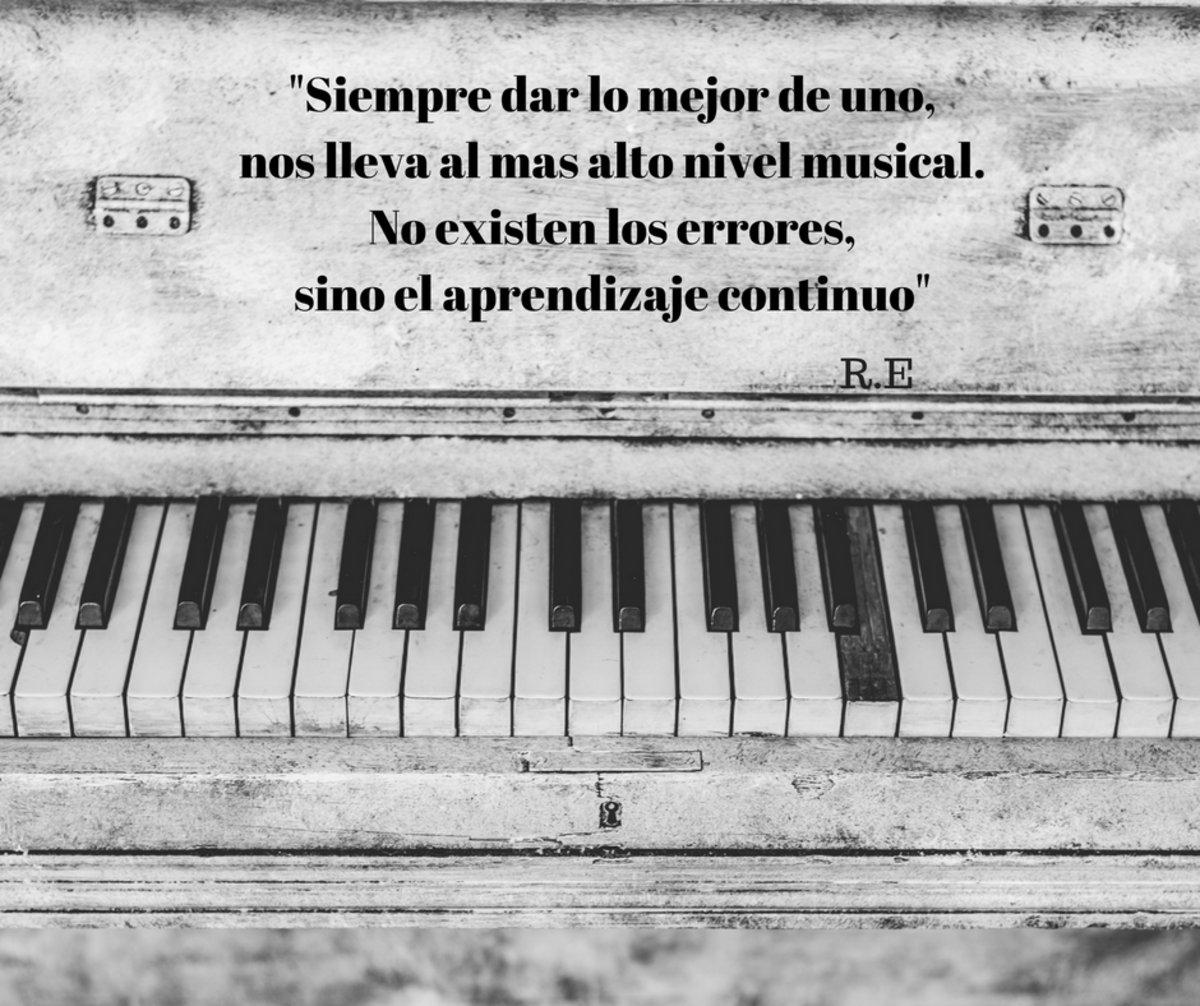 "Siempre dar lo mejor de uno,
nos lleva al mas alto nivel musical.
No existen los errores,
sino el aprendizaje continuo"
R.E